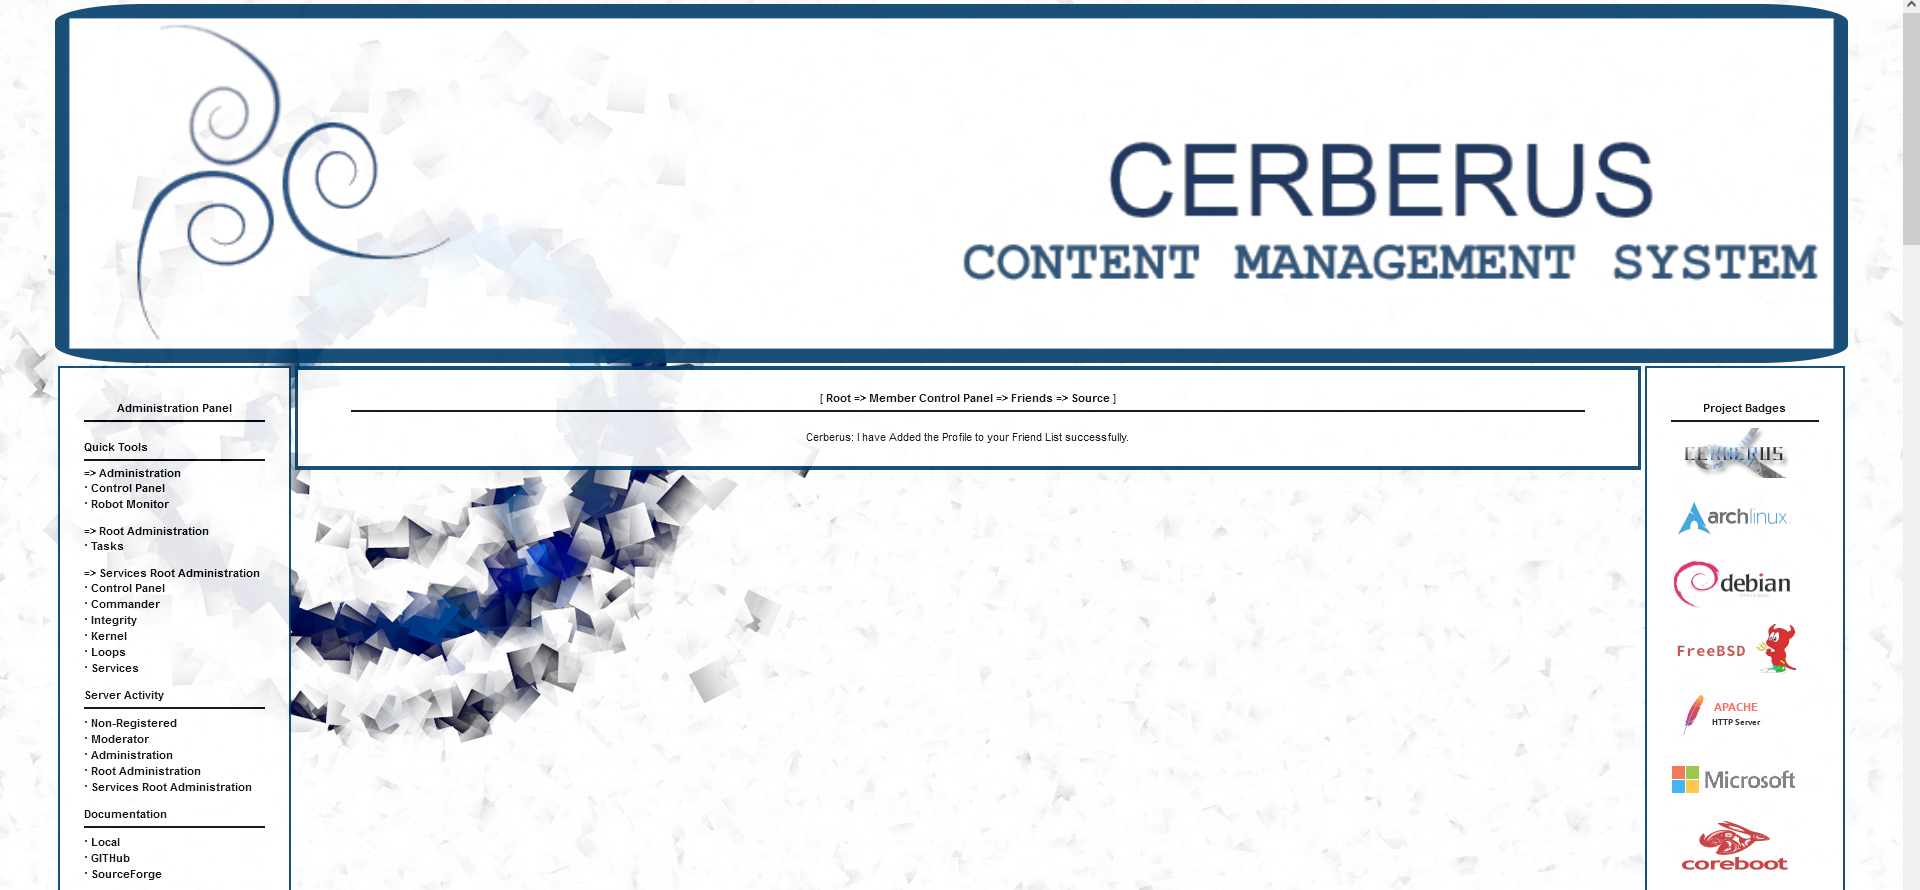 CERBERUS
CONTENT MANAGEMENT SYSTEM
Administration Panel
Quick Tools
=> Administration
· Control Panel
· Robot Monitor
=> Root Administration
· Tasks
=> Services Root Administration
· Control Panel
· Commander
· Integrity
· Kernel
· Loops
· Services
Server Activity
· Non-Registered
· Moderator
· Administration
· Root Administration
· Services Root Administration
Documentation
· Local
· GITHub
· SourceForge
[ Root => Member Control Panel => Friends => Source ]
Cerberus: I have Added the Profile to your Friend List successfully.
Project Badges
CERBERUS
archlinux
debian
FreeBSD
APACHE
HTTP Server
Microsoft
coreboot